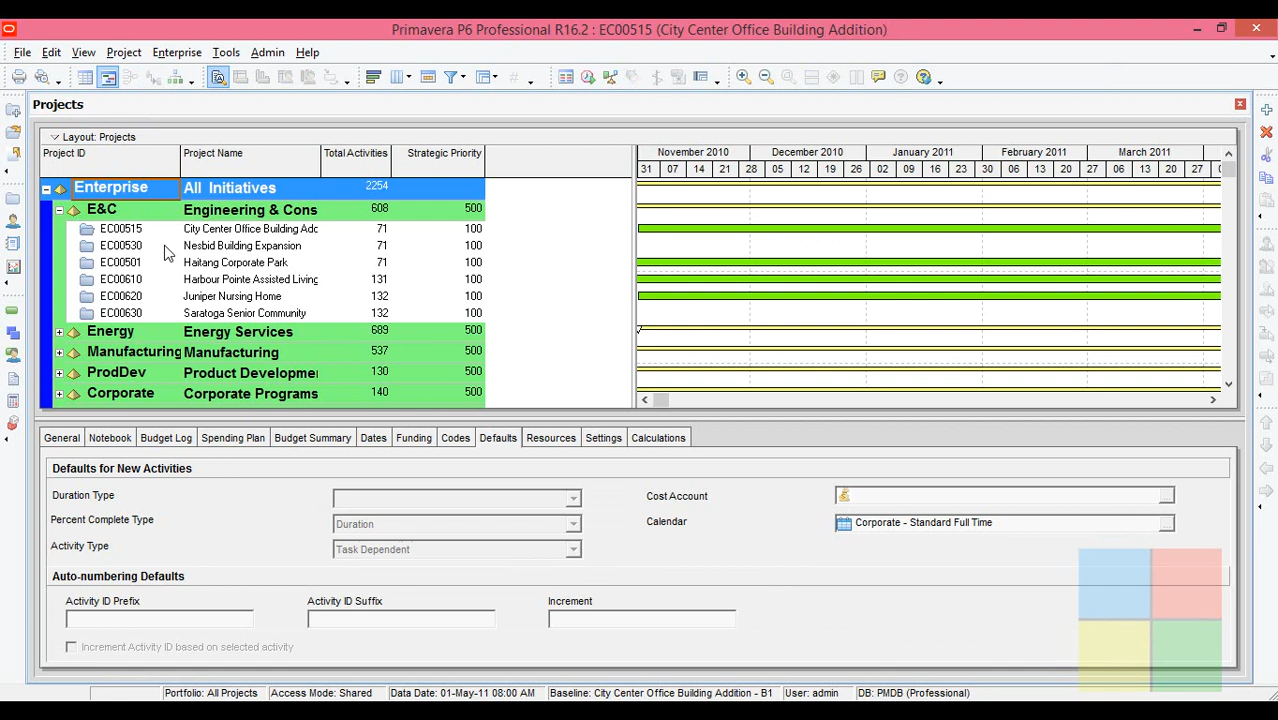 Primavera P6 Professional R16.2 : EC00515 (City Center Office Building Addition)
File Edit View Project Enterprise Tools Admin Help
Projects
Layout: Projects
Project ID Project Name Total Activities Strategic Priority
November 2010 December 2010 January 2011 February 2011 March 2011
31 07 14 21 28 05 12 19 26 02 09 16 23 30 06 13 20 27 06 13 20 27
Enterprise All Initiatives 2254
E&C Engineering & Cons 608 500
EC00515 City Center Office Building Adc 71 100
EC00530 Nesbid Building Expansion 71 100
EC00501 Haitang Corporate Park 71 100
EC00610 Harbour Pointe Assisted Living 131 100
EC00620 Juniper Nursing Home 132 100
EC00630 Saratoga Senior Community 132 100
Energy Energy Services 689 500
Manufacturing Manufacturing 537 500
ProdDev Product Developme 130 500
Corporate Corporate Programs 140 500
General Notebook Budget Log Spending Plan Budget Summary Dates Funding Codes Defaults Resources Settings Calculations
Defaults for New Activities
Duration Type Cost Account
Percent Complete Type Duration Calendar Corporate - Standard Full Time
Activity Type Task Dependent
Auto-numbering Defaults
Activity ID Prefix Activity ID Suffix Increment
Increment Activity ID based on selected activity
Portfolio: All Projects Access Mode: Shared Data Date: 01-May-11 08:00 AM Baseline: City Center Office Building Addition - B1 User: admin DB: PMDB (Professional)